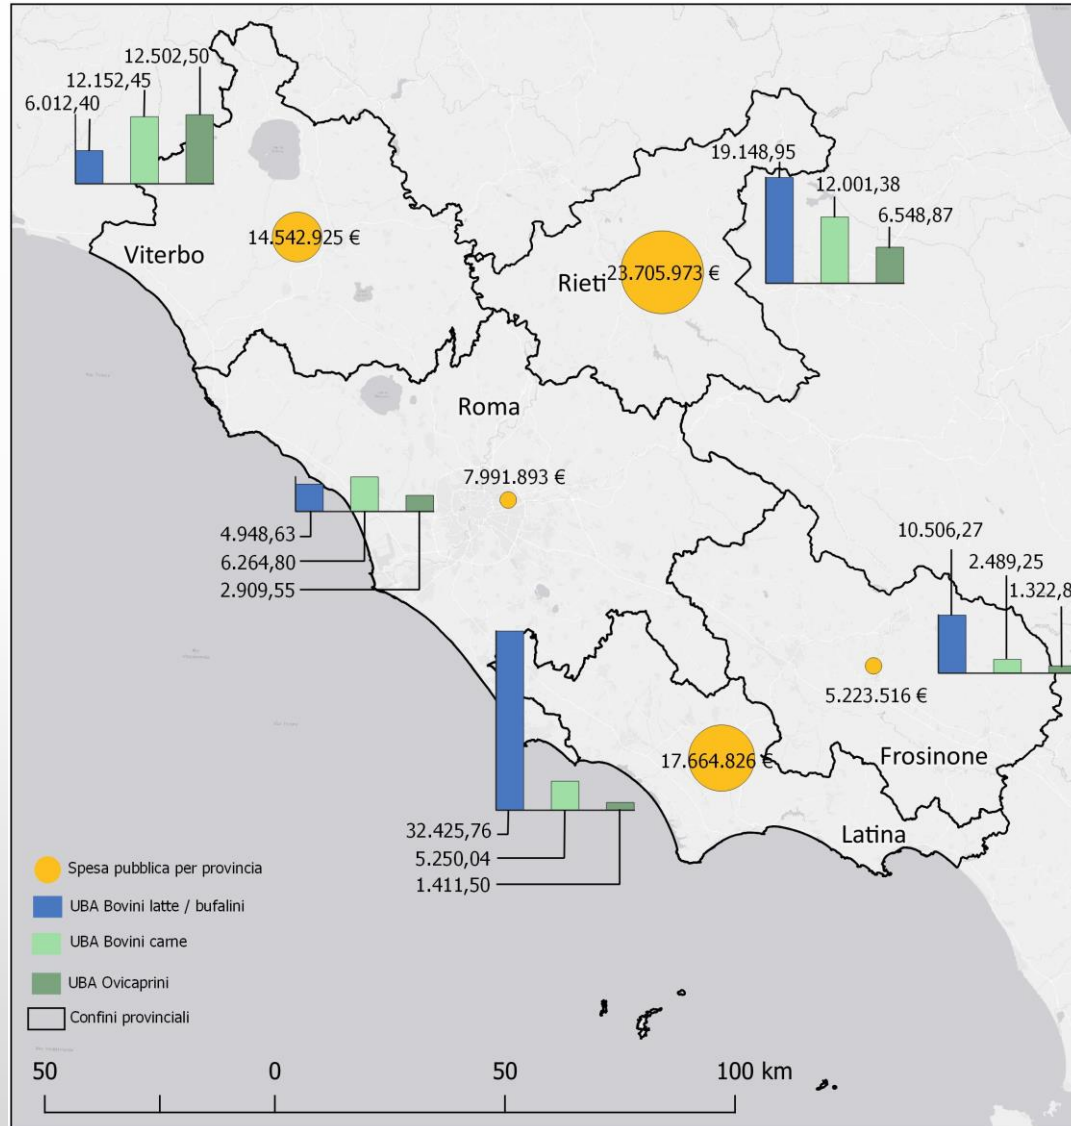 12.502,50
12.152,45
6.012,40
19.148,95
12.001,38
6.548,87
14.542.925 €
Viterbo
23.705.973 €
Rieti
Roma
7.991.893 €
4.948,63
6.264,80
2.909,55
10.506,27
2.489,25
1.322,8
5.223.516 €
17.664.826 €
Frosinone
Latina
32.425,76
5.250,04
1.411,50
Spesa pubblica per provincia
UBA Bovini latte / bufalini
UBA Bovini carne
UBA Ovicaprini
Confini provinciali
50 0 50 100 km